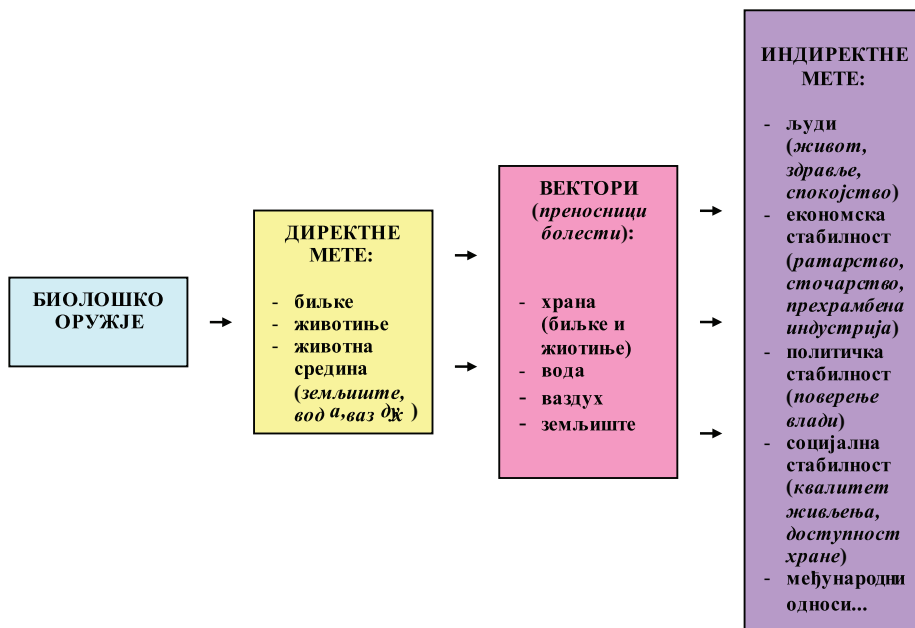 БИОЛОШКО
ОРУЖЈЕ
ДИРЕКТНЕ
МЕТЕ:
- биљке
- животиње
- животна
средина
(земљиште,
вода,ваздух)
ВЕКТОРИ
(преносници
болести):
- храна
(биљке и
жиотиње)
- вода
- ваздух
- земљиште
ИНДИРЕКТНЕ
МЕТЕ:
- људи
(живот,
здравље,
спокојство)
- економска
стабилност
(ратарство,
сточарство,
прехрамбена
индустрија)
- политичка
стабилност
(поверење
влади)
- социјална
стабилност
(квалитет
живљења,
доступност
хране)
- међународни
односи...